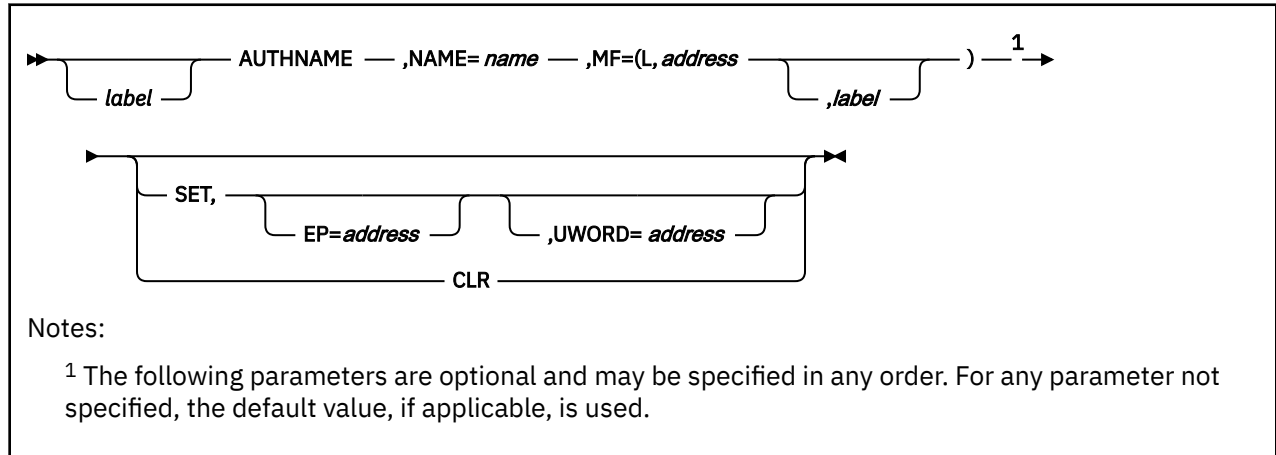 AUTHNAME ,NAME= name ,MF=(L, address ) 1
label ,label
SET,
EP=address ,UWORD= address
CLR
Notes:
1 The following parameters are optional and may be specified in any order. For any parameter not
specified, the default value, if applicable, is used.